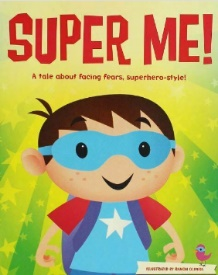 SUPER ME!
A tale about facing fears, superhero-style!